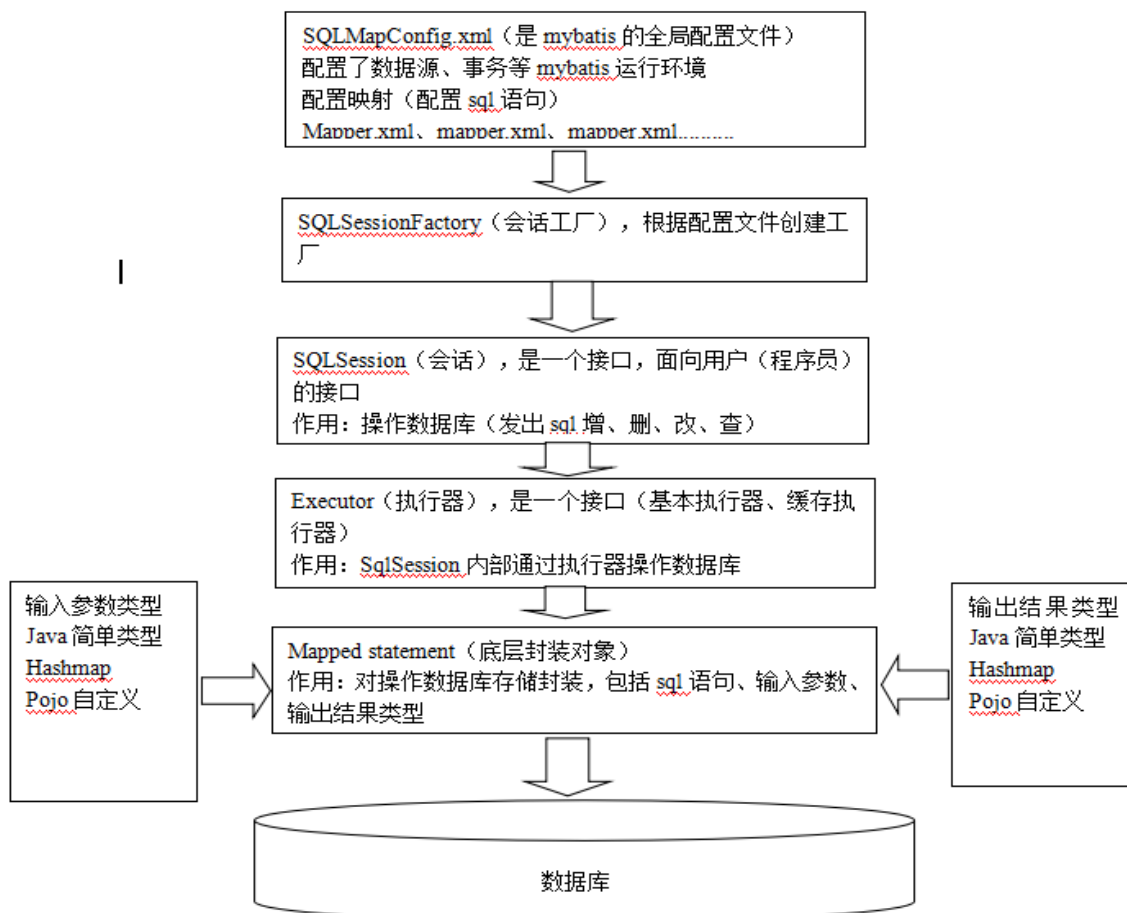 SQLMapConfig.xml（是 mybatis 的全局配置文件）
配置了数据源、事务等 mybatis 运行环境
配置映射（配置 sql 语句）
Mapper.xml、mapper.xml、mapper.xml.........
SQLSessionFactory（会话工厂），根据配置文件创建工
厂
SQLSession（会话），是一个接口，面向用户（程序员）
的接口
作用：操作数据库（发出 sql 增、删、改、查）
Executor（执行器），是一个接口（基本执行器、缓存执
行器）
作用：SqlSession 内部通过执行器操作数据库
输入参数类型
Java 简单类型
Hashmap
Pojo 自定义
Mapped statement（底层封装对象）
作用：对操作数据库存储封装，包括 sql 语句、输入参数、
输出结果类型
输出结果类型
Java 简单类型
Hashmap
Pojo 自定义
数据库